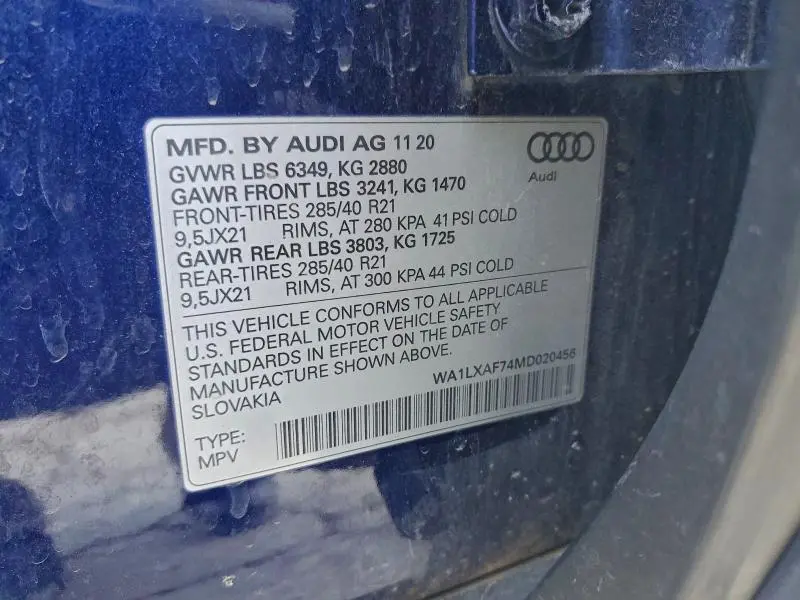 MFD. BY AUDI AG 11 20
GVWR LBS 6349, KG 2880
GAWR FRONT LBS 3241, KG 1470
FRONT-TIRES 285/40 R21
9,5JX21 RIMS, AT 280 KPA 41 PSI COLD
GAWR REAR LBS 3803, KG 1725
REAR-TIRES 285/40 R21
9,5JX21 RIMS, AT 300 KPA 44 PSI COLD
Audi
THIS VEHICLE CONFORMS TO ALL APPLICABLE
U.S. FEDERAL MOTOR VEHICLE SAFETY
STANDARDS IN EFFECT ON THE DATE OF
MANUFACTURE SHOWN ABOVE.
SLOVAKIA
WA1LXAF74MD020456
TYPE:
MPV